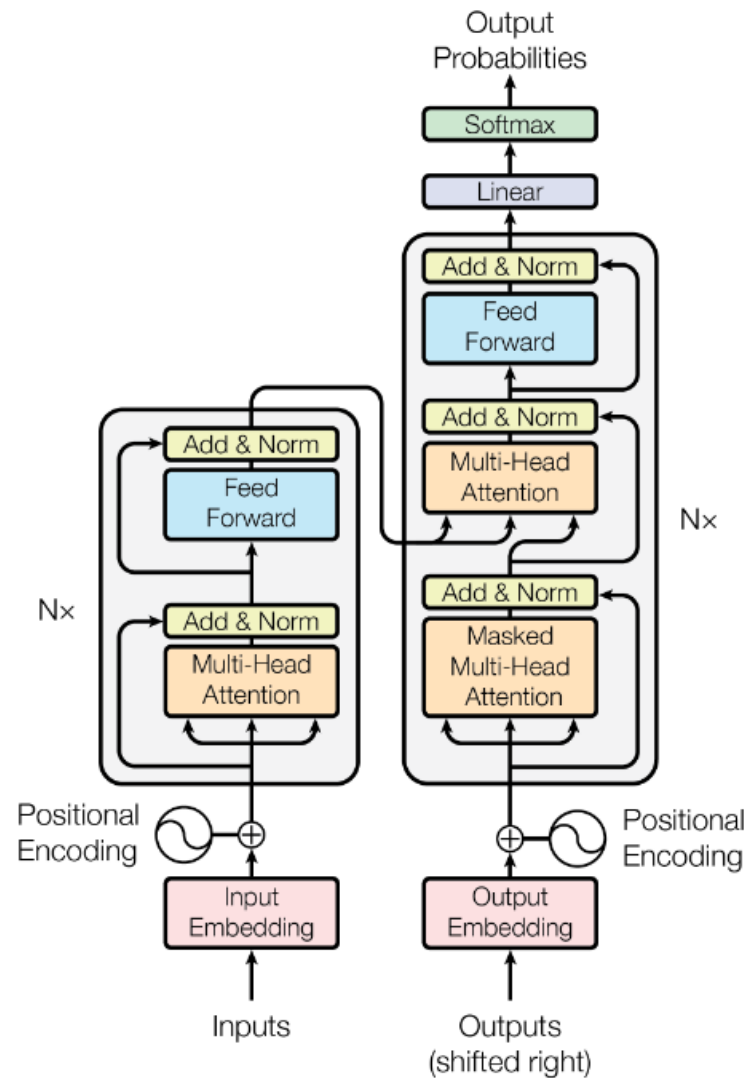 Output
Probabilities
Softmax
Linear
Add & Norm
Feed
Forward
Add & Norm
Multi-Head
Attention
Nx
Add & Norm
Masked
Multi-Head
Attention
Add & Norm
Feed
Forward
Nx
Add & Norm
Multi-Head
Attention
Positional
Encoding
Positional
Encoding
Input
Embedding
Output
Embedding
Inputs
Outputs
(shifted right)